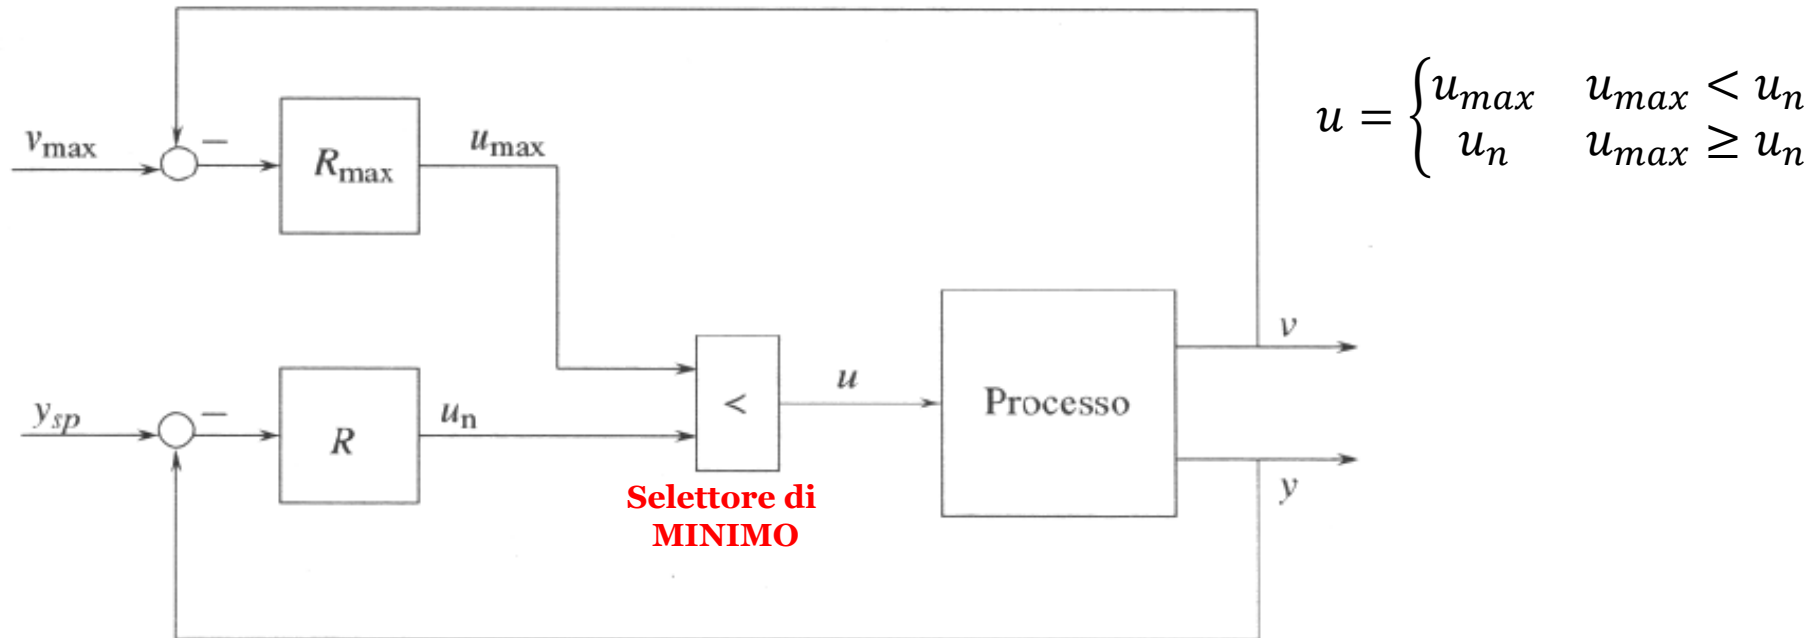 v_max
−
R_max
u_max
u = { u_max   u_max < u_n
u_n   u_max ≥ u_n
y_sp
−
R
u_n
<
u
Processo
v
y
Selettore di
MINIMO